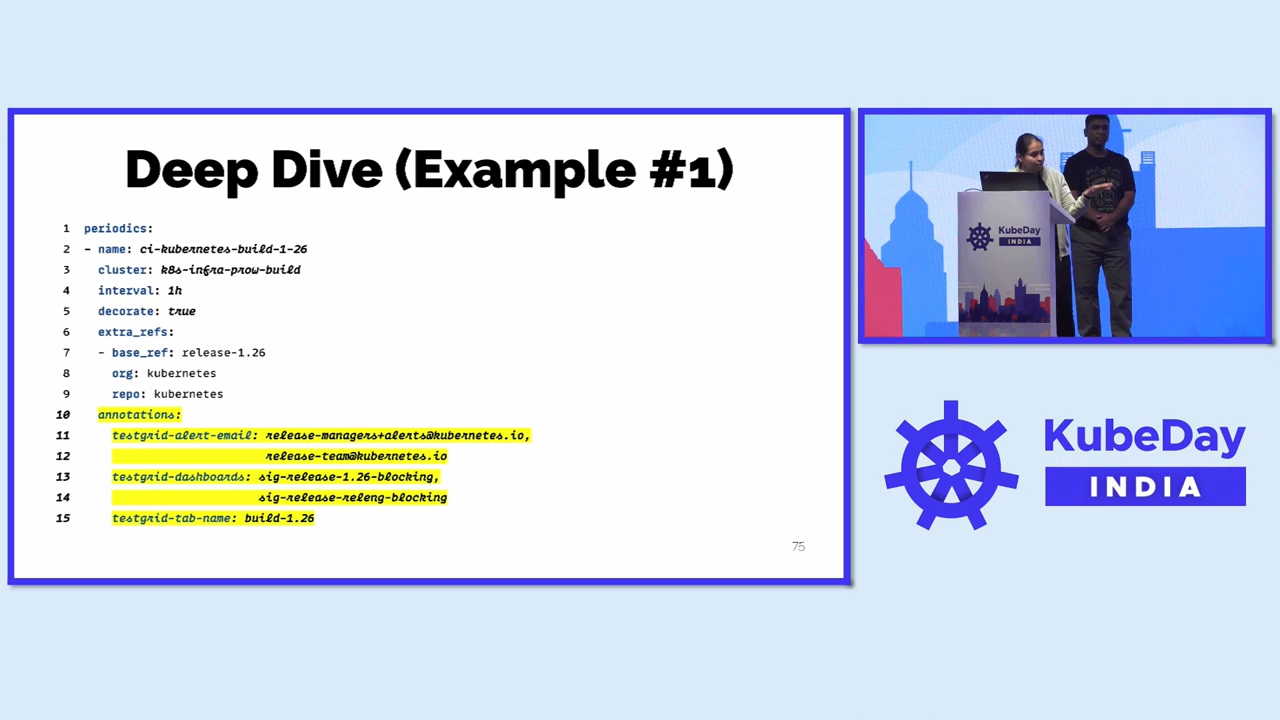 Deep Dive (Example #1)
1 periodics:
2 - name: ci-kubernetes-build-1-26
3 cluster: k8s-infra-prow-build
4 interval: 1h
5 decorate: true
6 extra_refs:
7 - base_ref: release-1.26
8 org: kubernetes
9 repo: kubernetes
10 annotations:
11 testgrid-alert-email: release-managers+alerts@kubernetes.io,
12 release-team@kubernetes.io
13 testgrid-dashboards: sig-release-1.26-blocking,
14 sig-release-releng-blocking
15 testgrid-tab-name: build-1.26
75
KubeDay
INDIA
KubeDay
INDIA